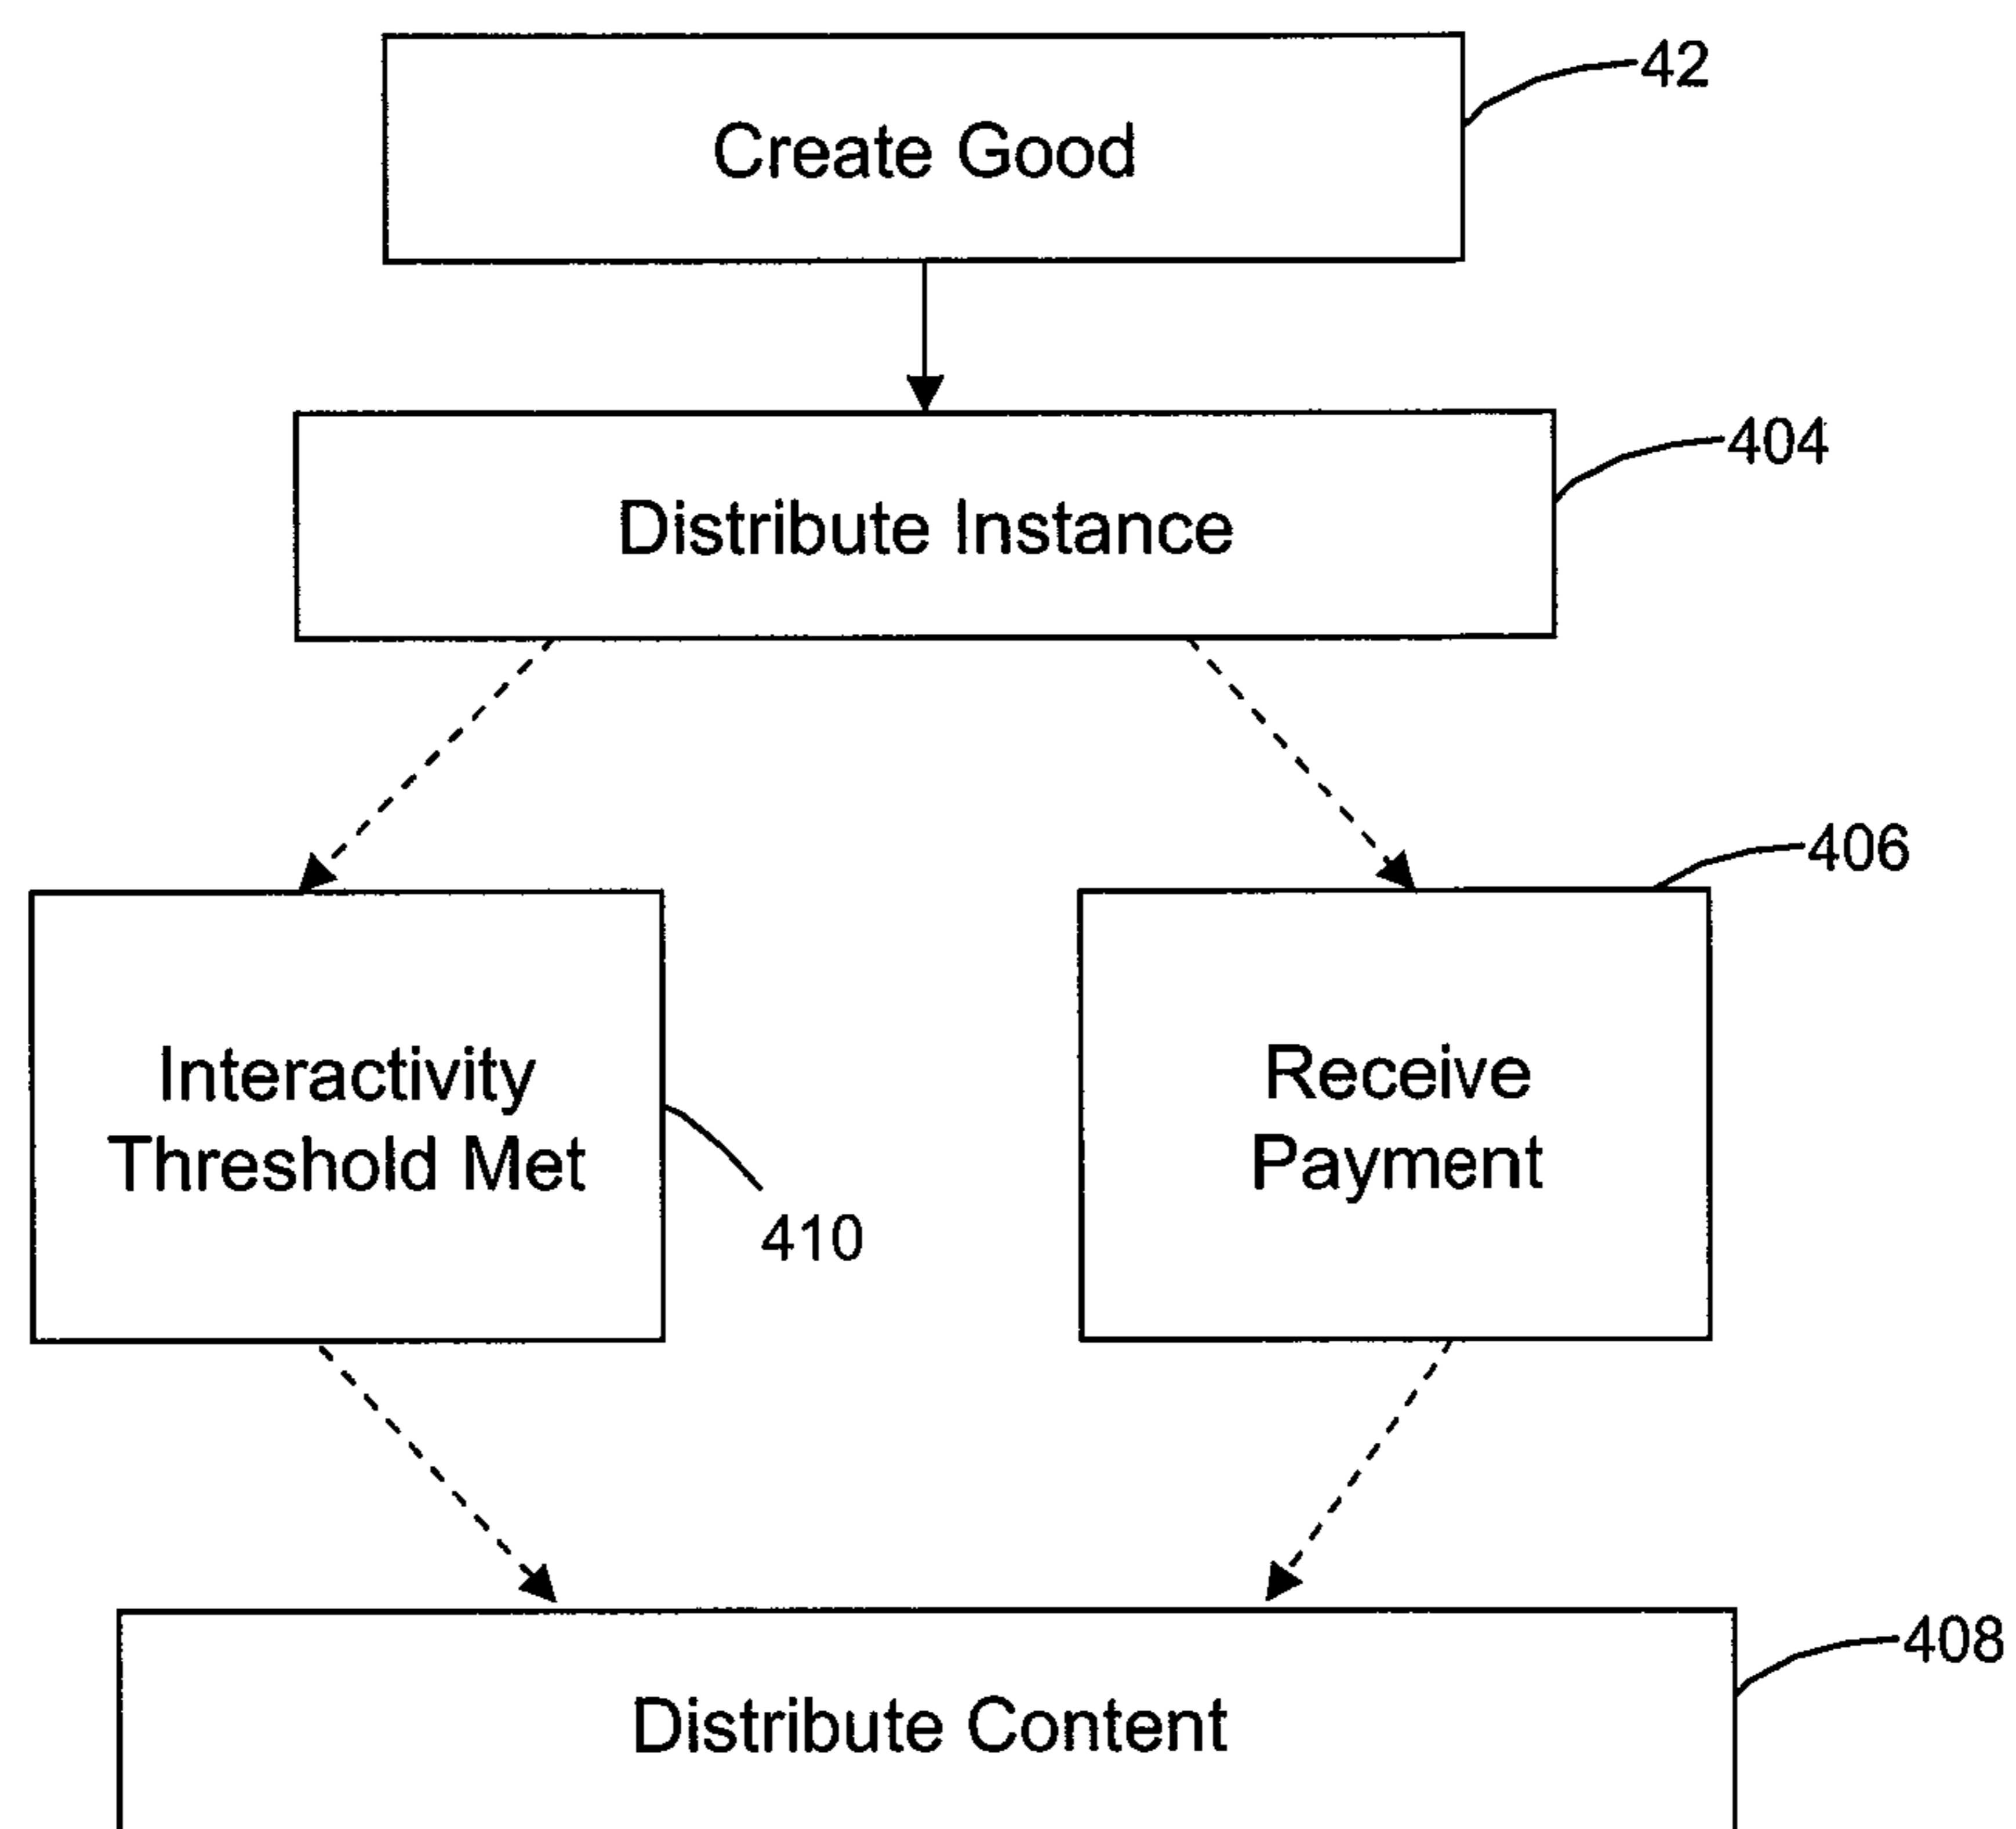 Create Good
42
Distribute Instance
404
406
Interactivity
Threshold Met
410
Receive
Payment
408
Distribute Content